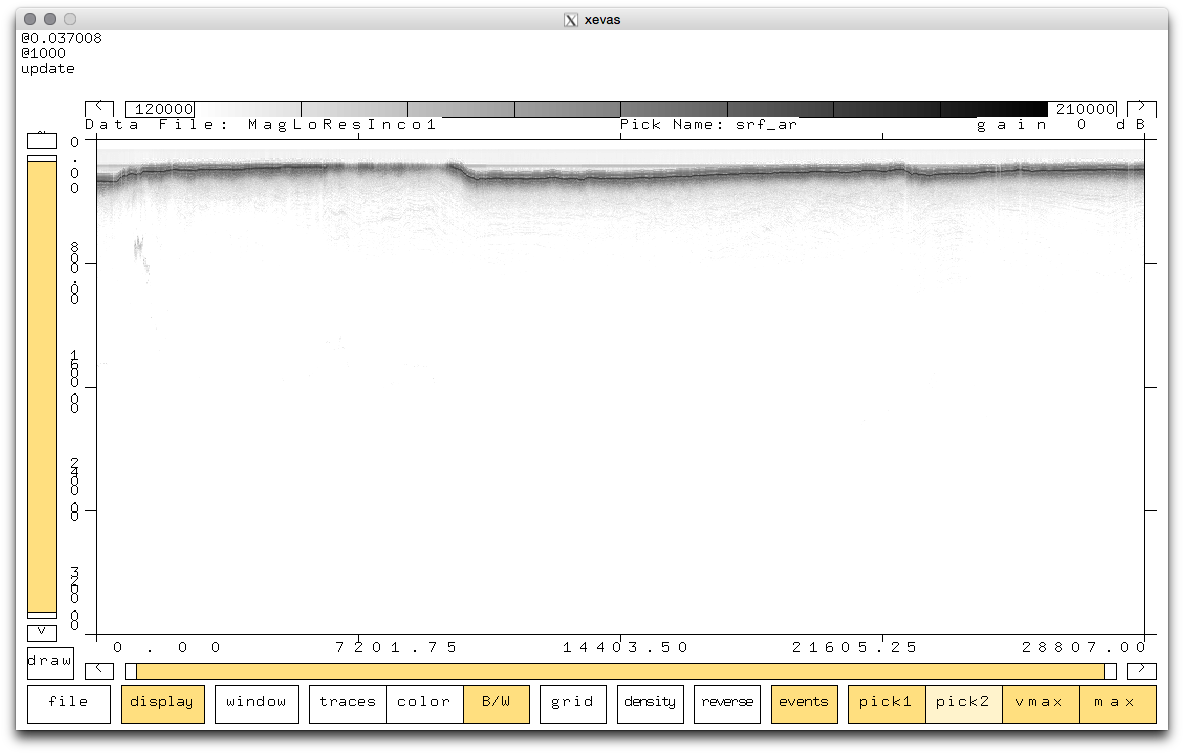 xevas
@0.037008
@1000
update
< 120000 210000 >
Data File: MagLoResInco1 Pick Name: srf_ar gain 0 dB
0.00
800.00
1600.00
2400.00
3200.00
0.00 7201.75 14403.50 21605.25 28807.00
draw < >
file display window traces color B/W grid density reverse events pick1 pick2 vmax max